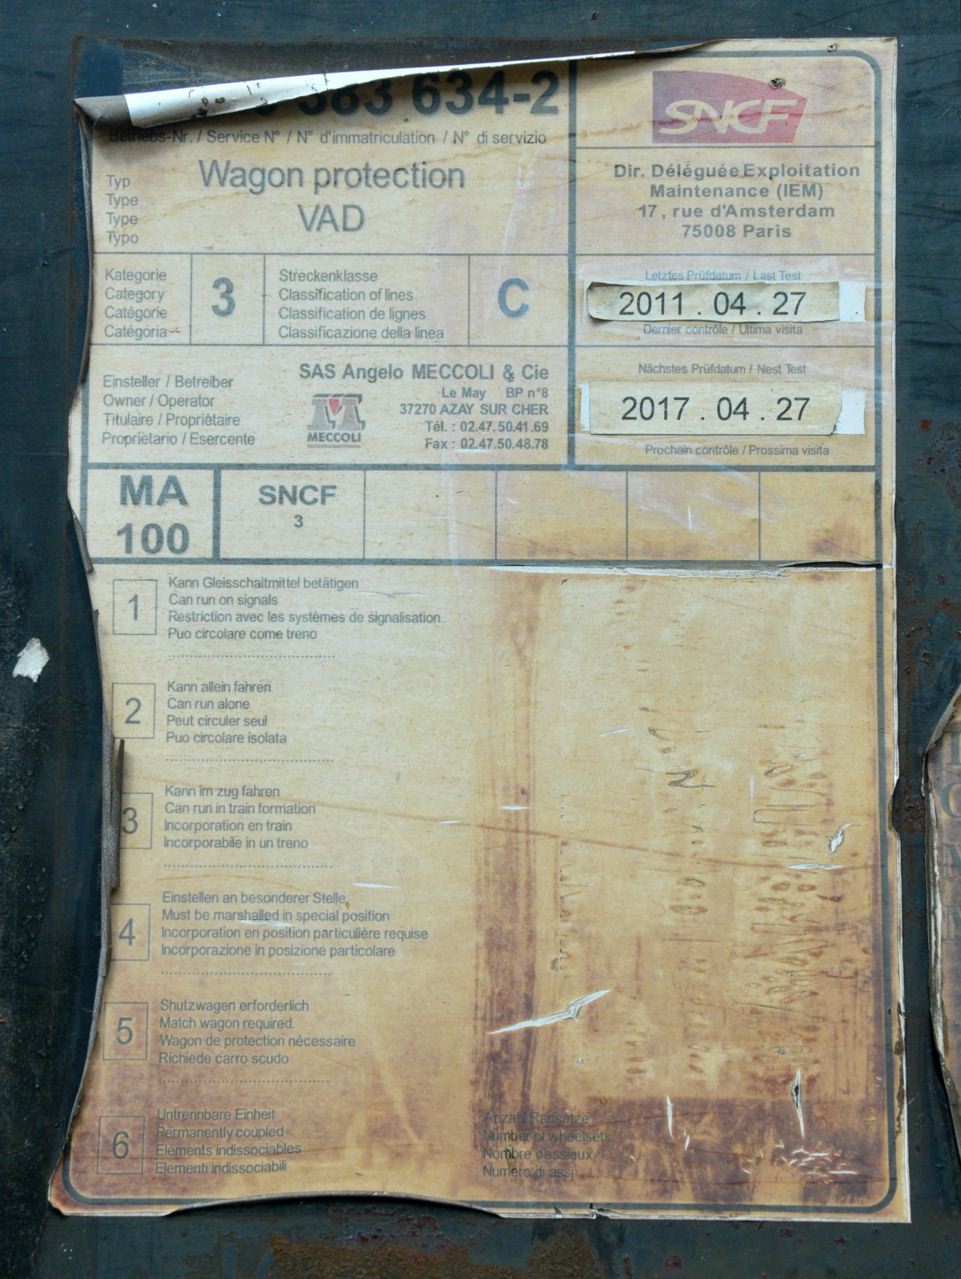 583 634-2
Betriebs-Nr. / Service N° / N° d'immatriculation / N° di servizio
SNCF
Typ
Type
Type
Typo
Wagon protection
VAD
Dir. Déléguée Exploitation
Maintenance (IEM)
17, rue d'Amsterdam
75008 Paris
Kategorie
Category
Catégorie
Catégoria
3
Streckenklasse
Classification of lines
Classification de lignes
Classificazione della linea
C
Letztes Prüfdatum / Last Test
2011 . 04 . 27
Dernier contrôle / Ultima visita
Einsteller / Betreiber
Owner / Operator
Titulaire / Propriètaire
Propriétario / Esercente
MECCOLI
SAS Angelo MECCOLI & Cie
Le May BP n°8
37270 AZAY SUR CHER
Tél. : 02.47.50.41.69
Fax : 02.47.50.48.78
Nächstes Prüfdatum / Nest Test
2017 . 04 . 27
Prochain contrôle / Prossima visita
MA
100
SNCF
3
1
Kann Gleisschaltmittel betätigen
Can run on signals
Restriction avec les systèmes de signalisation
Puo circolare come treno
2
Kann allein fahren
Can run alone
Peut circuler seul
Puo circolare isolata
3
Kann im zug fahren
Can run in train formation
Incorporation en train
Incorporabile in un treno
4
Einstellen an besonderer Stelle
Must be marshalled in special position
Incorporation en position particulière requise
Incorporazione in posizione particolare
5
Shutzwagen erforderlich
Match wagon required.
Wagon de protection nécessaire
Richiede carro scudo
6
Untrennbare Einheit
Permanently coupled
Eléments indissociables
Elementi indissociabili
Anzahl Radsätze
Number of wheelsets
Nombre d'essieux
Numero di assi